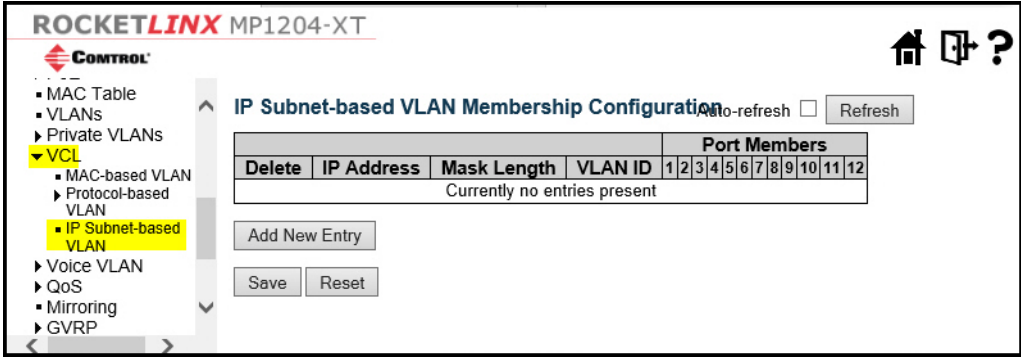 ROCKETLINX MP1204-XT
COMTROL
?
MAC Table
VLANs
Private VLANs
VCL
MAC-based VLAN
Protocol-based
VLAN
IP Subnet-based
VLAN
Voice VLAN
QoS
Mirroring
GVRP
IP Subnet-based VLAN Membership Configuration
Auto-refresh Refresh
Port Members
Delete IP Address Mask Length VLAN ID 1 2 3 4 5 6 7 8 9 10 11 12
Currently no entries present
Add New Entry
Save Reset